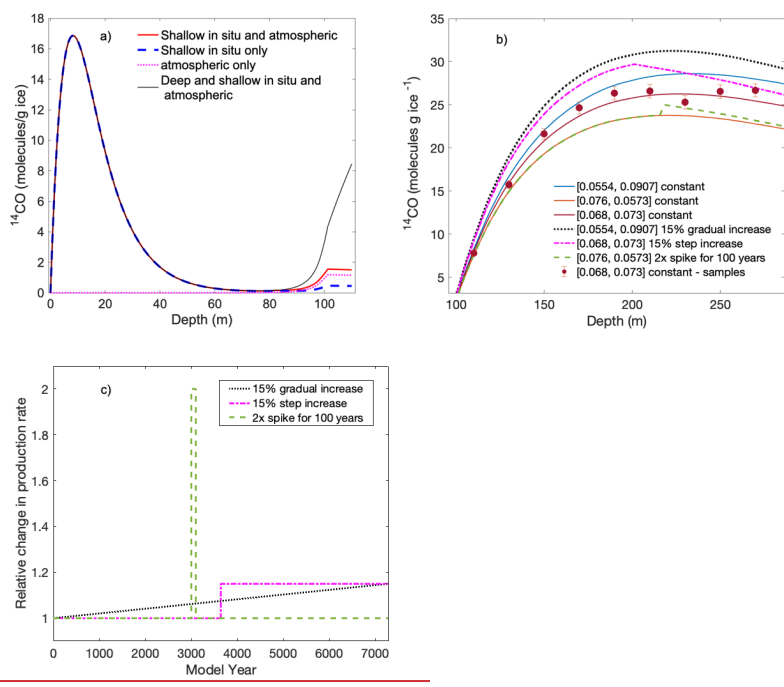 a)
18
16
14
12
10
8
6
4
2
0
¹⁴CO (molecules/g ice)
Shallow in situ and atmospheric
Shallow in situ only
atmospheric only
Deep and shallow in situ and
atmospheric
0 20 40 60 80 100
Depth (m)
b)
35
30
25
20
15
10
5
¹⁴CO (molecules g ice ⁻¹)
[0.0554, 0.0907] constant
[0.076, 0.0573] constant
[0.068, 0.073] constant
[0.0554, 0.0907] 15% gradual increase
[0.068, 0.073] 15% step increase
[0.076, 0.0573] 2x spike for 100 years
[0.068, 0.073] constant - samples
100 150 200 250
Depth (m)
c)
2
1.8
1.6
1.4
1.2
1
Relative change in production rate
15% gradual increase
15% step increase
2x spike for 100 years
0 1000 2000 3000 4000 5000 6000 7000
Model Year